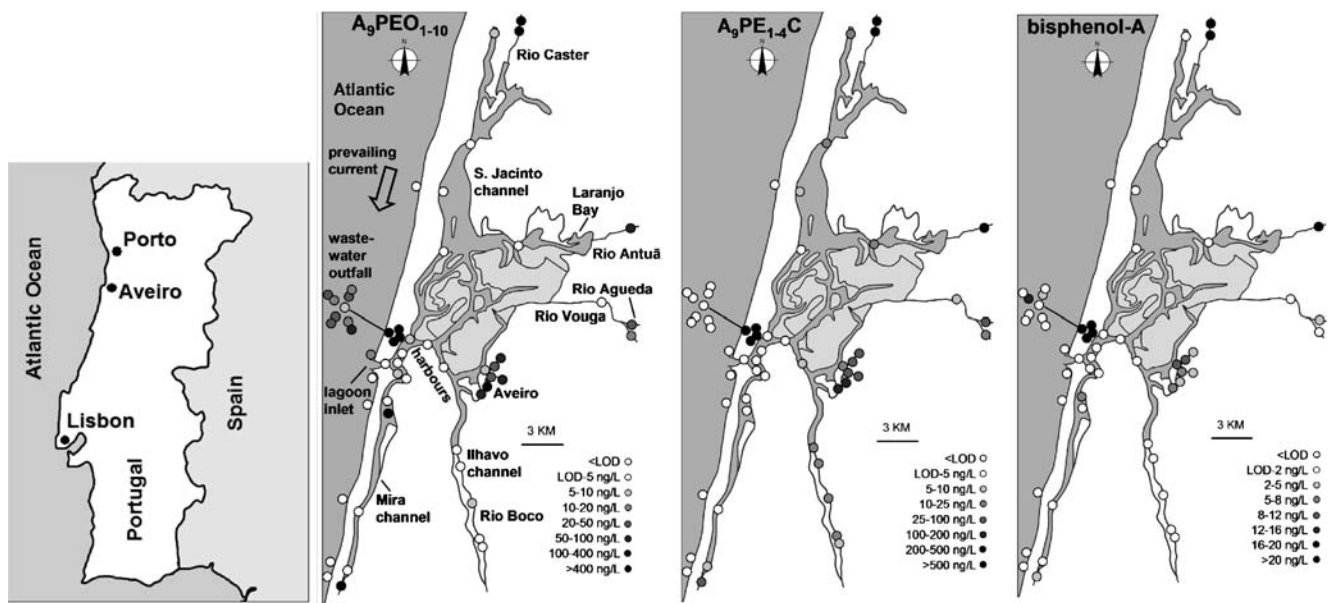 Atlantic Ocean
Porto
Aveiro
Lisbon
Portugal
Spain
A₉PEO₁₋₁₀
N
Rio Caster
Atlantic
Ocean
prevailing
current
S. Jacinto
channel
Laranjo
Bay
waste-
water
outfall
Rio Antuã
Rio Agueda
Rio Vouga
harbours
lagoon
inlet
Aveiro
3 KM
Ilhavo
channel
Mira
channel
Rio Boco
<LOD
LOD-5 ng/L
5-10 ng/L
10-20 ng/L
20-50 ng/L
50-100 ng/L
100-400 ng/L
>400 ng/L
A₉PE₁₋₄C
N
3 KM
<LOD
LOD-5 ng/L
5-10 ng/L
10-25 ng/L
25-100 ng/L
100-200 ng/L
200-500 ng/L
>500 ng/L
bisphenol-A
N
3 KM
<LOD
LOD-2 ng/L
2-5 ng/L
5-8 ng/L
8-12 ng/L
12-16 ng/L
16-20 ng/L
>20 ng/L